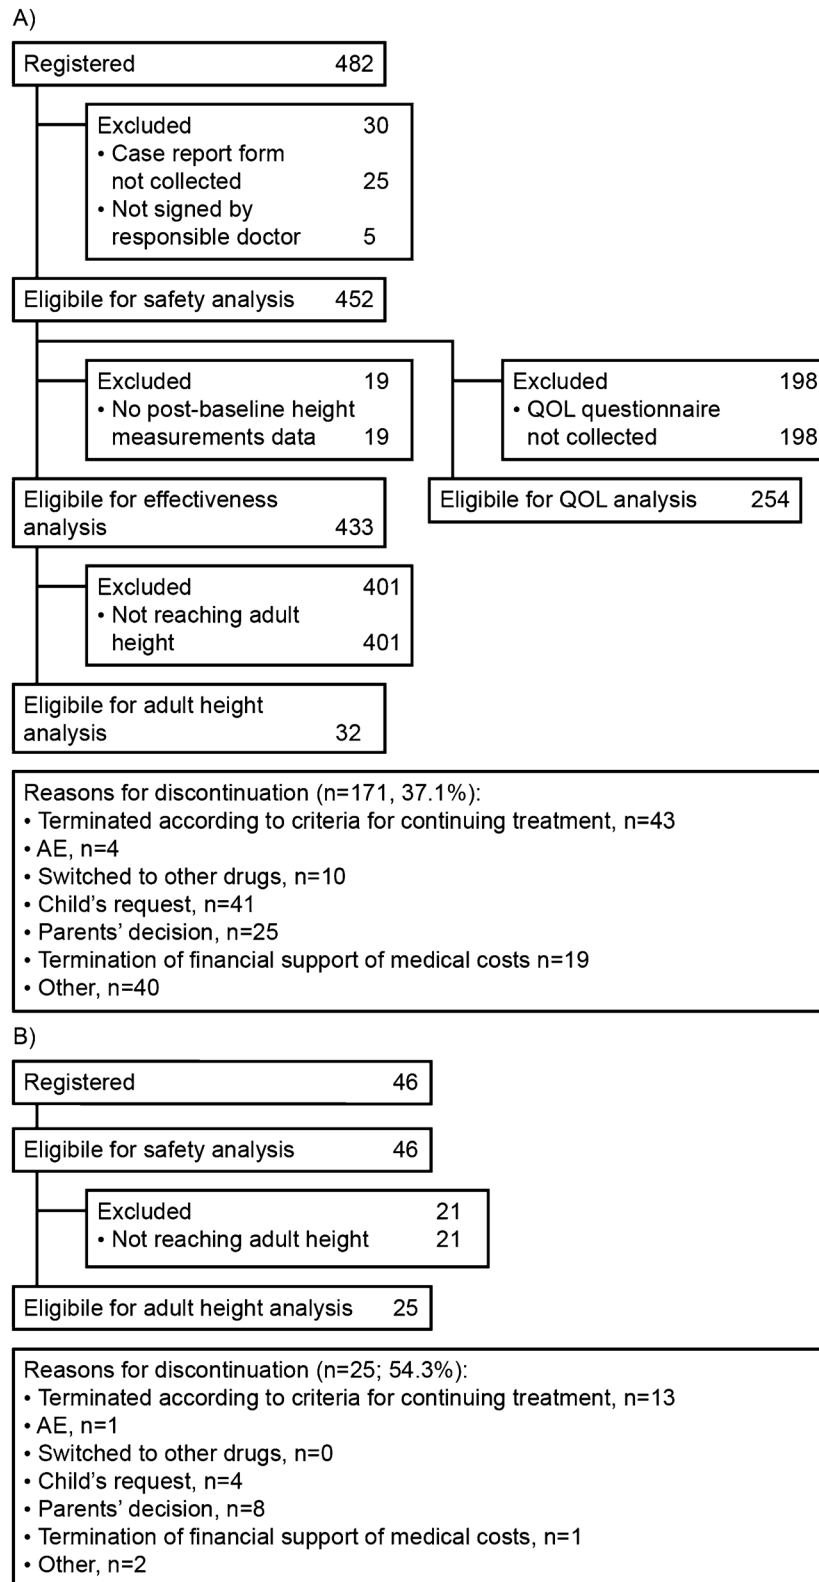 A)
Registered 482
Excluded 30
• Case report form
not collected 25
• Not signed by
responsible doctor 5
Eligibile for safety analysis 452
Excluded 19
• No post-baseline height
measurements data 19
Excluded 198
• QOL questionnaire
not collected 198
Eligibile for effectiveness
analysis 433
Eligibile for QOL analysis 254
Excluded 401
• Not reaching adult
height 401
Eligibile for adult height
analysis 32
Reasons for discontinuation (n=171, 37.1%):
• Terminated according to criteria for continuing treatment, n=43
• AE, n=4
• Switched to other drugs, n=10
• Child’s request, n=41
• Parents’ decision, n=25
• Termination of financial support of medical costs n=19
• Other, n=40
B)
Registered 46
Eligibile for safety analysis 46
Excluded 21
• Not reaching adult height 21
Eligibile for adult height analysis 25
Reasons for discontinuation (n=25; 54.3%):
• Terminated according to criteria for continuing treatment, n=13
• AE, n=1
• Switched to other drugs, n=0
• Child’s request, n=4
• Parents’ decision, n=8
• Termination of financial support of medical costs, n=1
• Other, n=2